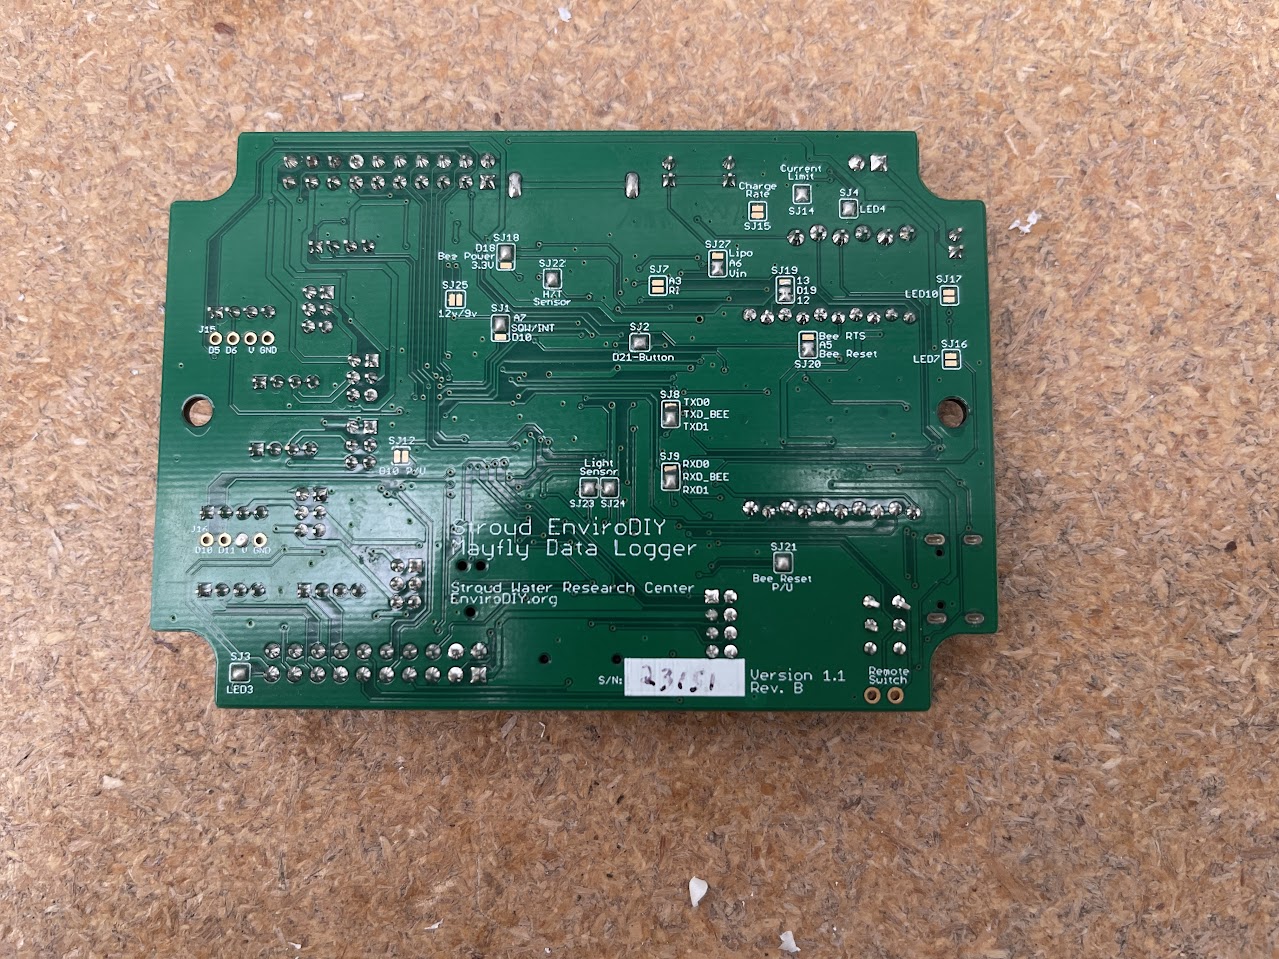 Current
Limit
SJ14
Charge
Rate
SJ15
SJ4
LED4
SJ18
D18
Bee Power
3.3V
SJ22
H/T
Sensor
SJ25
12v/9v
SJ7
A3
RI
SJ27
Lipo
A6
Vin
SJ19
13
D19
12
SJ17
LED10
SJ1
A7
SQW/INT
D10
SJ2
D21-Button
Bee RTS
A5
Bee Reset
SJ20
SJ16
LED7
J15
D5 D6 V GND
SJ8
TXD0
TXD_BEE
TXD1
SJ12
D10 P/U
Light
Sensor
SJ23 SJ24
SJ9
RXD0
RXD_BEE
RXD1
J16
D10 D11 V GND
Stroud EnviroDIY
Mayfly Data Logger
Stroud Water Research Center
EnviroDIY.org
SJ21
Bee Reset
P/U
SJ3
LED3
S/N: 23151
Version 1.1
Rev. B
Remote
Switch